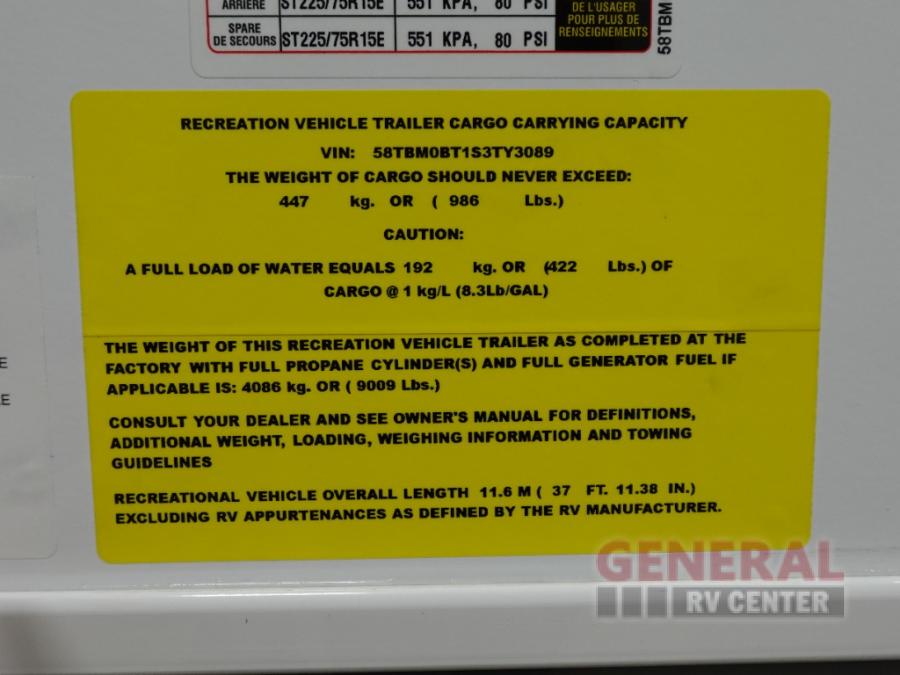 ARRIÈRE ST225/75R15E 551 KPA, 80 PSI
SPARE
DE SECOURS ST225/75R15E 551 KPA, 80 PSI
DE L'USAGER
POUR PLUS DE
RENSEIGNEMENTS
58TBM
RECREATION VEHICLE TRAILER CARGO CARRYING CAPACITY
VIN: 58TBM0BT1S3TY3089
THE WEIGHT OF CARGO SHOULD NEVER EXCEED:
447 kg. OR ( 986 Lbs.)
CAUTION:
A FULL LOAD OF WATER EQUALS 192 kg. OR (422 Lbs.) OF
CARGO @ 1 kg/L (8.3Lb/GAL)
THE WEIGHT OF THIS RECREATION VEHICLE TRAILER AS COMPLETED AT THE
FACTORY WITH FULL PROPANE CYLINDER(S) AND FULL GENERATOR FUEL IF
APPLICABLE IS: 4086 kg. OR ( 9009 Lbs.)
CONSULT YOUR DEALER AND SEE OWNER'S MANUAL FOR DEFINITIONS,
ADDITIONAL WEIGHT, LOADING, WEIGHING INFORMATION AND TOWING
GUIDELINES
RECREATIONAL VEHICLE OVERALL LENGTH 11.6 M ( 37 FT. 11.38 IN.)
EXCLUDING RV APPURTENANCES AS DEFINED BY THE RV MANUFACTURER.
E
E
GENERAL
RV CENTER